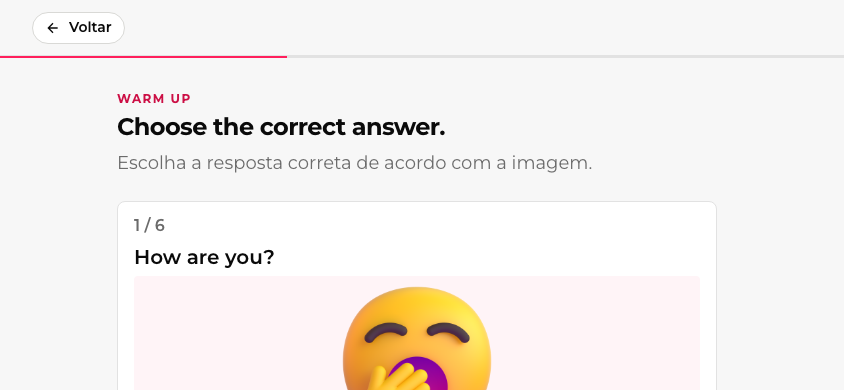 Voltar
WARM UP
Choose the correct answer.
Escolha a resposta correta de acordo com a imagem.
1 / 6
How are you?